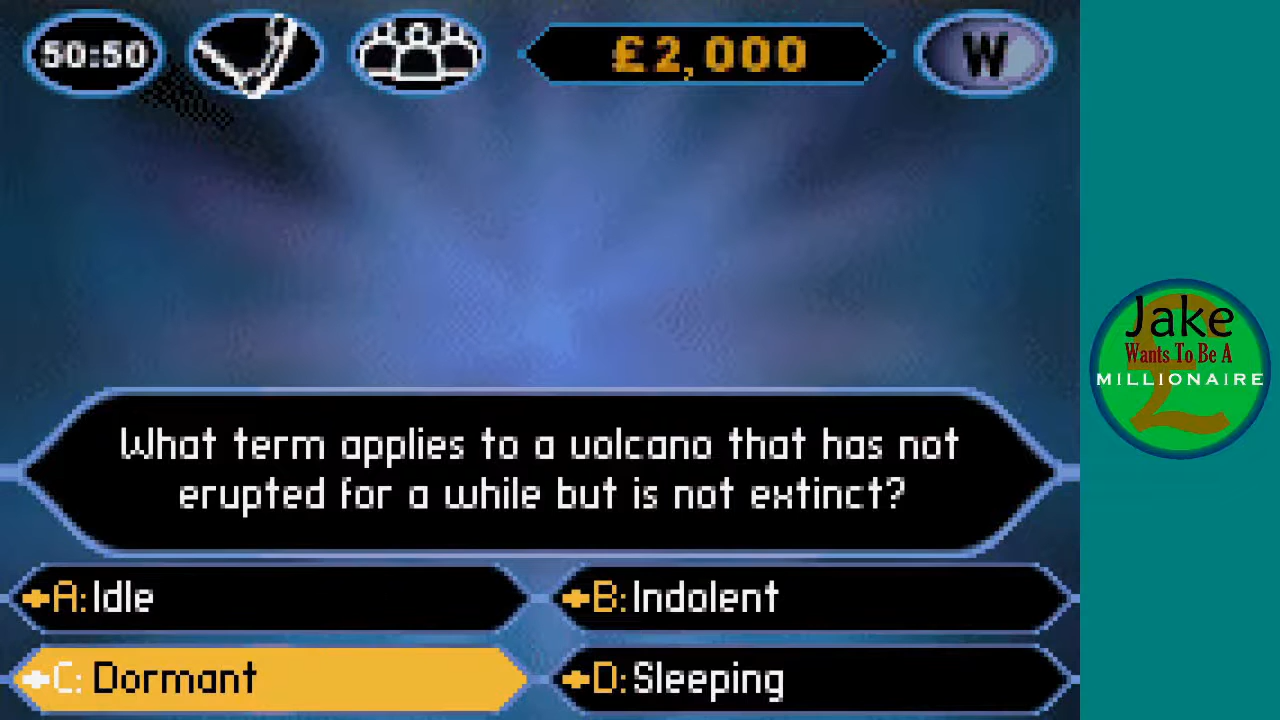 50:50
£2,000
W
What term applies to a volcano that has not
erupted for a while but is not extinct?
A: Idle
B: Indolent
C: Dormant
D: Sleeping
Jake
Wants To Be A
MILLIONAIRE
£